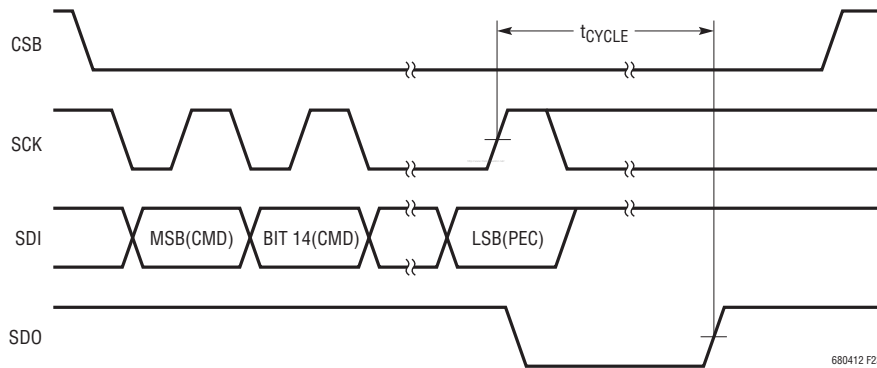 CSB
tCYCLE
SCK
SDI
MSB(CMD)
BIT 14(CMD)
LSB(PEC)
SDO
680412 F2